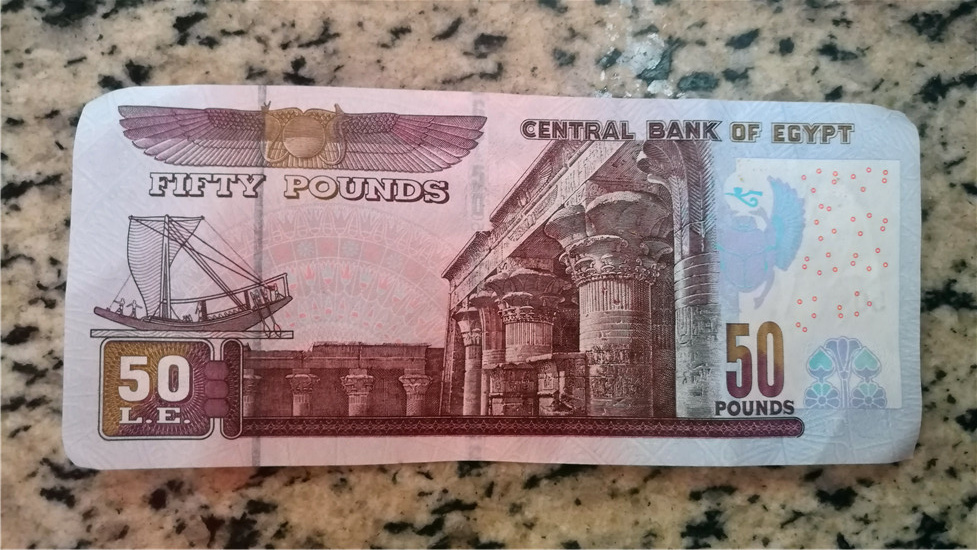 CENTRAL BANK OF EGYPT
FIFTY POUNDS
50
L.E.
50
POUNDS